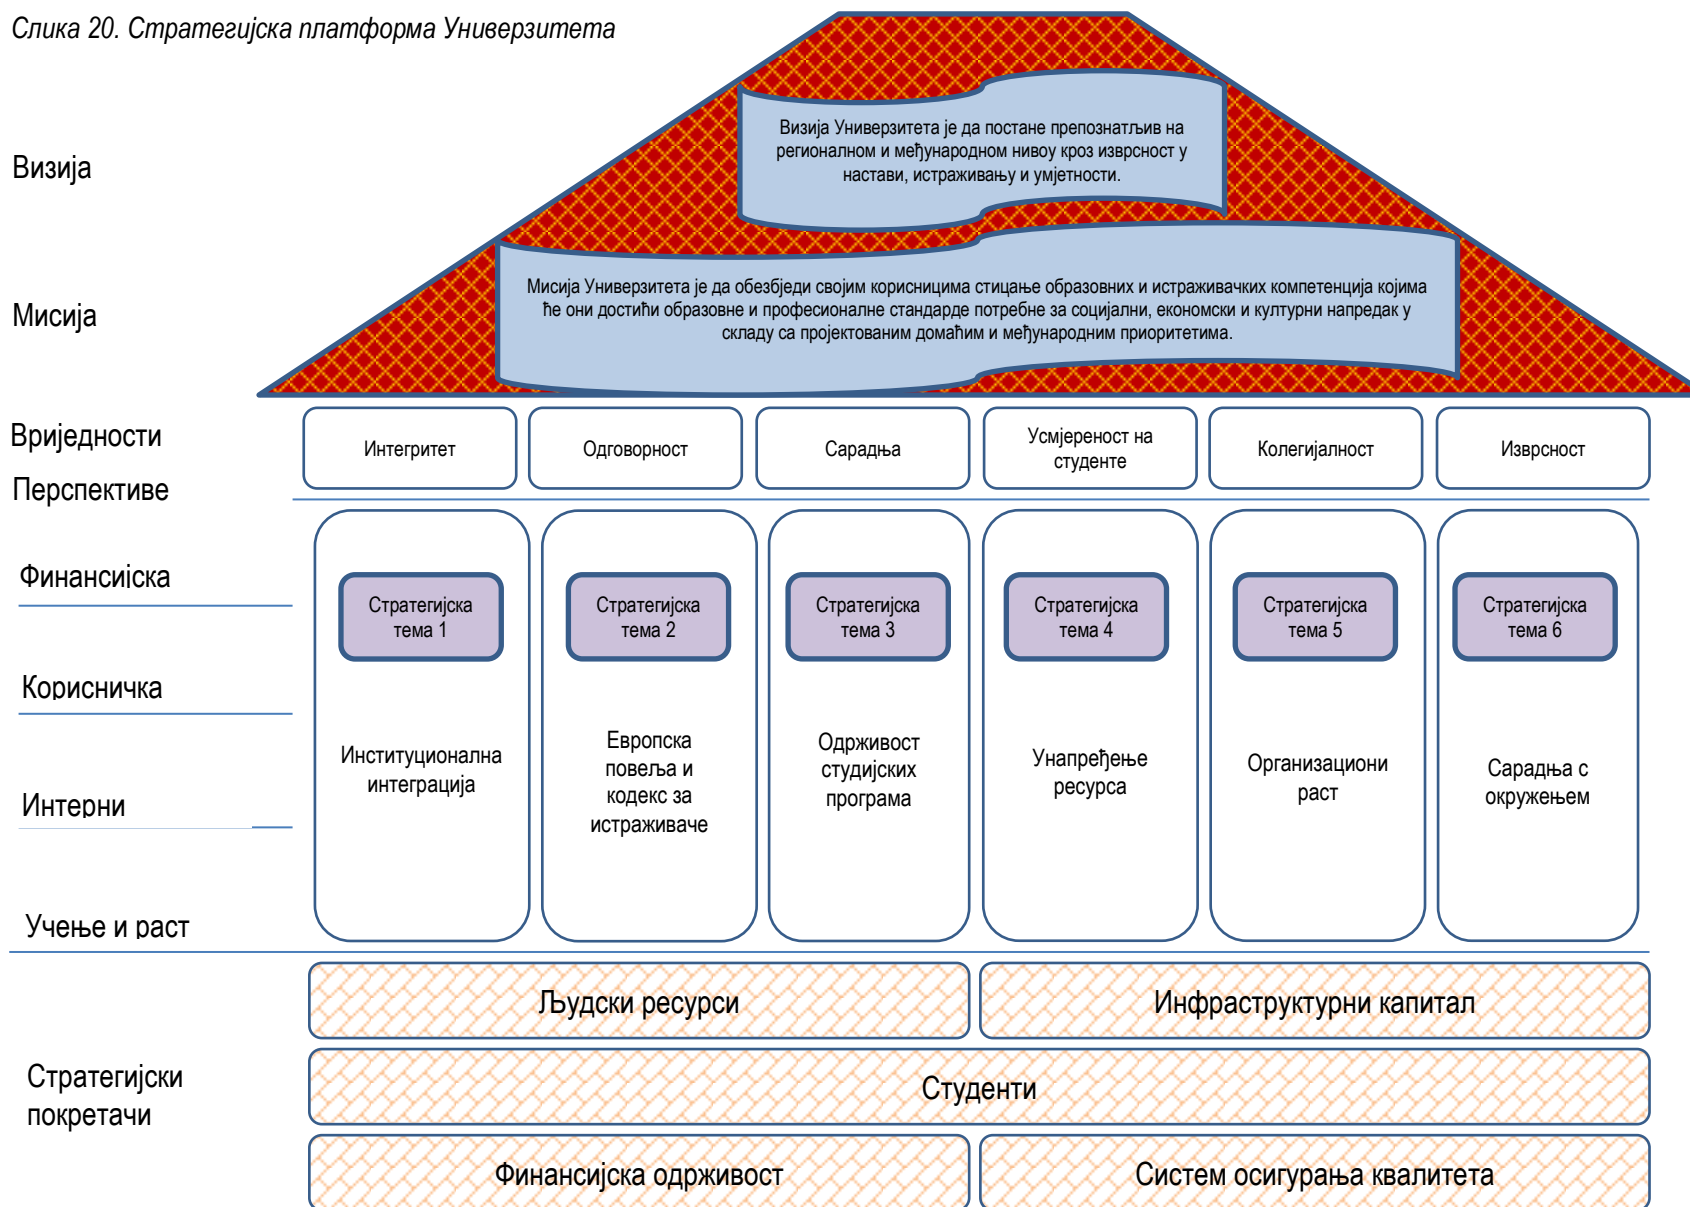 Слика 20. Стратегијска платформа Универзитета
Визија
Визија Универзитета је да постане препознатљив на
регионалном и међународном нивоу кроз изврсност у
настави, истраживању и умјетности.
Мисија
Мисија Универзитета је да обезбједи својим корисницима стицање образовних и истраживачких компетенција којима
ће они достићи образовне и професионалне стандарде потребне за социјални, економски и културни напредак у
складу са пројектованим домаћим и међународним приоритетима.
Вриједности
Интегритет
Одговорност
Сарадња
Усмјереност на
студенте
Колегијалност
Изврсност
Перспективе
Финансијска
Корисничка
Интерни
Учење и раст
Стратегијска
тема 1
Институционална
интеграција
Стратегијска
тема 2
Европска
повеља и
кодекс за
истраживаче
Стратегијска
тема 3
Одрживост
студијских
програма
Стратегијска
тема 4
Унапређење
ресурса
Стратегијска
тема 5
Организациони
раст
Стратегијска
тема 6
Сарадња с
окружењем
Стратегијски
покретачи
Људски ресурси
Инфраструктурни капитал
Студенти
Финансијска одрживост
Систем осигурања квалитета